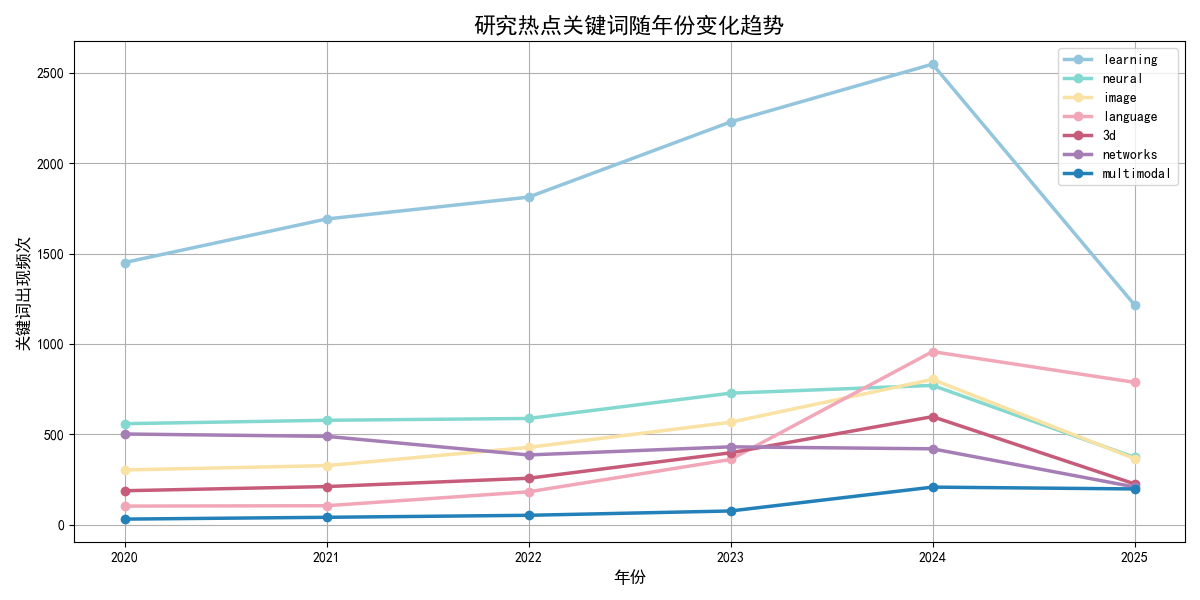 研究热点关键词随年份变化趋势
learning
neural
image
language
3d
networks
multimodal
关键词出现频次
2500
2000
1500
1000
500
0
2020 2021 2022 2023 2024 2025
年份